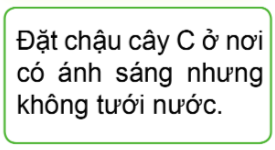 Đặt chậu cây C ở nơi
có ánh sáng nhưng
không tưới nước.